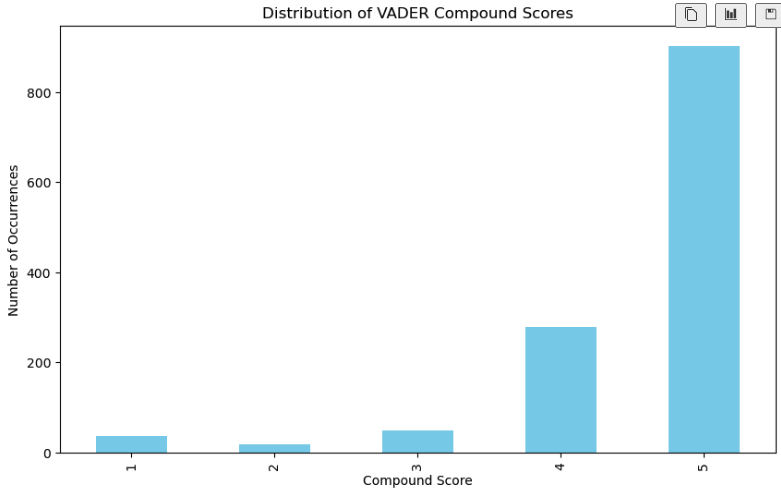 Distribution of VADER Compound Scores
Number of Occurrences
800
600
400
200
0
1 2 3 4 5
Compound Score